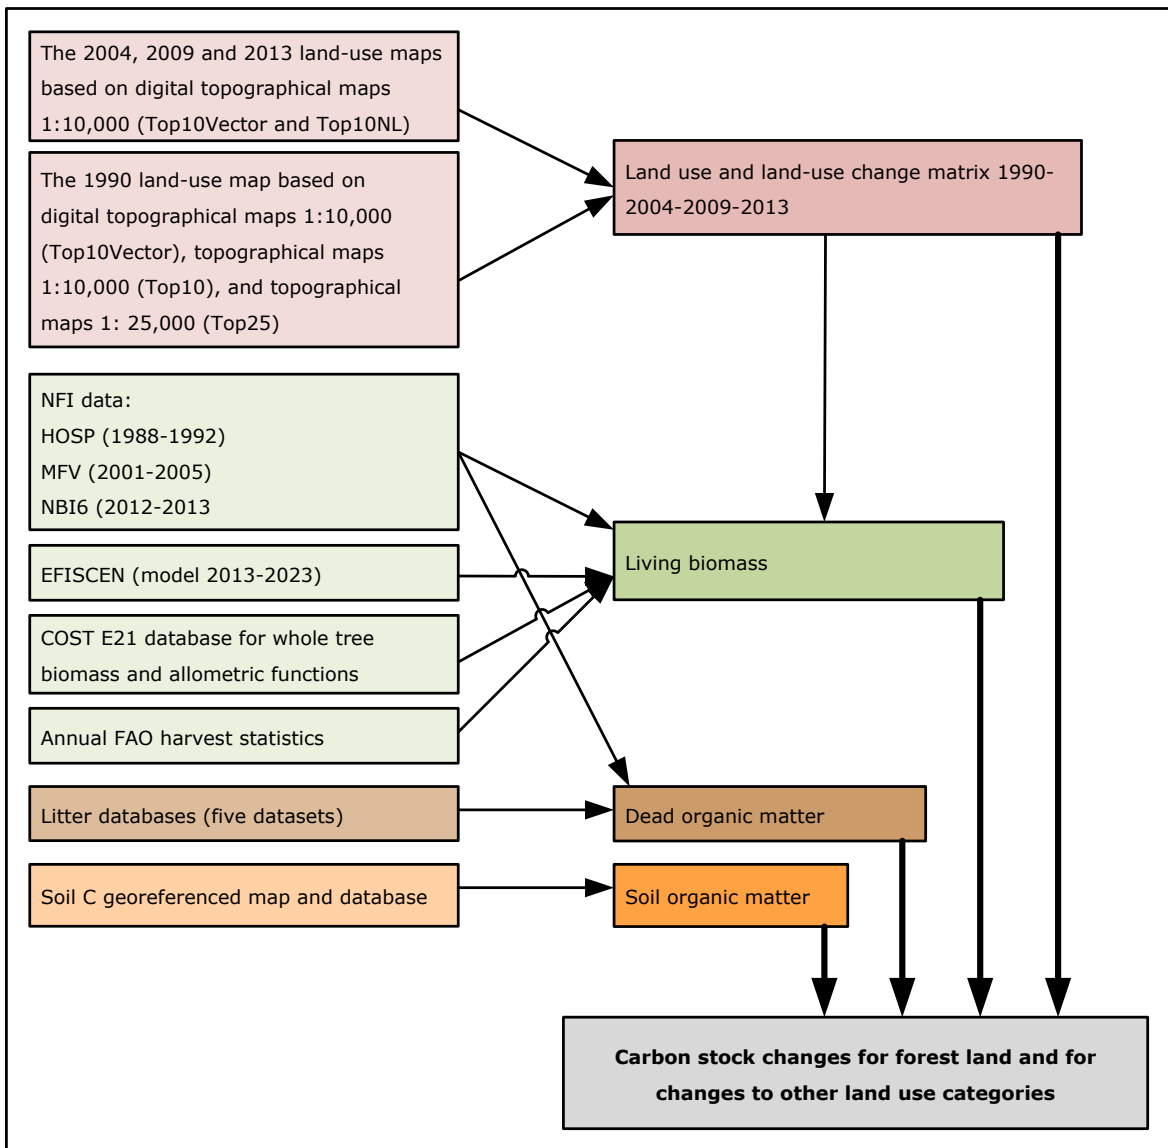 The 2004, 2009 and 2013 land-use maps
based on digital topographical maps
1:10,000 (Top10Vector and Top10NL)
The 1990 land-use map based on
digital topographical maps 1:10,000
(Top10Vector), topographical maps
1:10,000 (Top10), and topographical
maps 1: 25,000 (Top25)
Land use and land-use change matrix 1990-
2004-2009-2013
NFI data:
HOSP (1988-1992)
MFV (2001-2005)
NBI6 (2012-2013
EFISCEN (model 2013-2023)
COST E21 database for whole tree
biomass and allometric functions
Annual FAO harvest statistics
Living biomass
Litter databases (five datasets)
Dead organic matter
Soil C georeferenced map and database
Soil organic matter
Carbon stock changes for forest land and for
changes to other land use categories